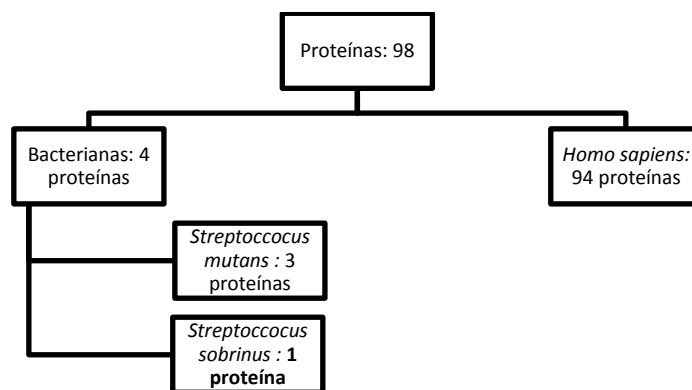 Proteínas: 98
Bacterianas: 4
proteínas
Homo sapiens:
94 proteínas
Streptoccocus
mutans : 3
proteínas
Streptoccocus
sobrinus : 1
proteína